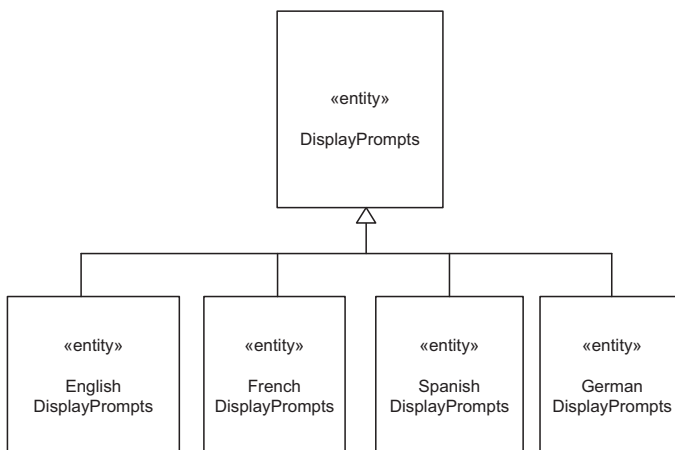 «entity»
DisplayPrompts
«entity»
English
DisplayPrompts
«entity»
French
DisplayPrompts
«entity»
Spanish
DisplayPrompts
«entity»
German
DisplayPrompts